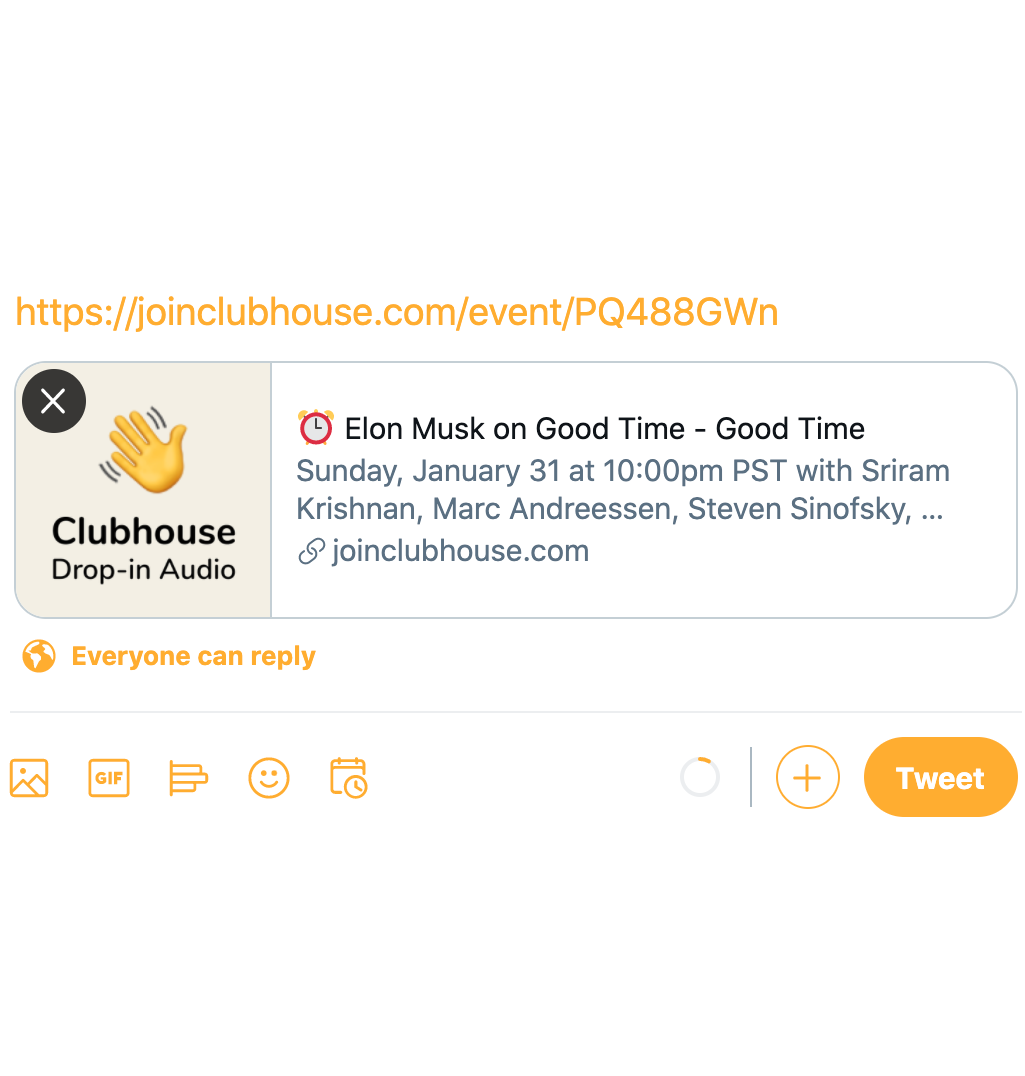 https://joinclubhouse.com/event/PQ488GWn
Clubhouse
Drop-in Audio
⏰ Elon Musk on Good Time - Good Time
Sunday, January 31 at 10:00pm PST with Sriram
Krishnan, Marc Andreessen, Steven Sinofsky, ...
joinclubhouse.com
Everyone can reply
GIF
Tweet